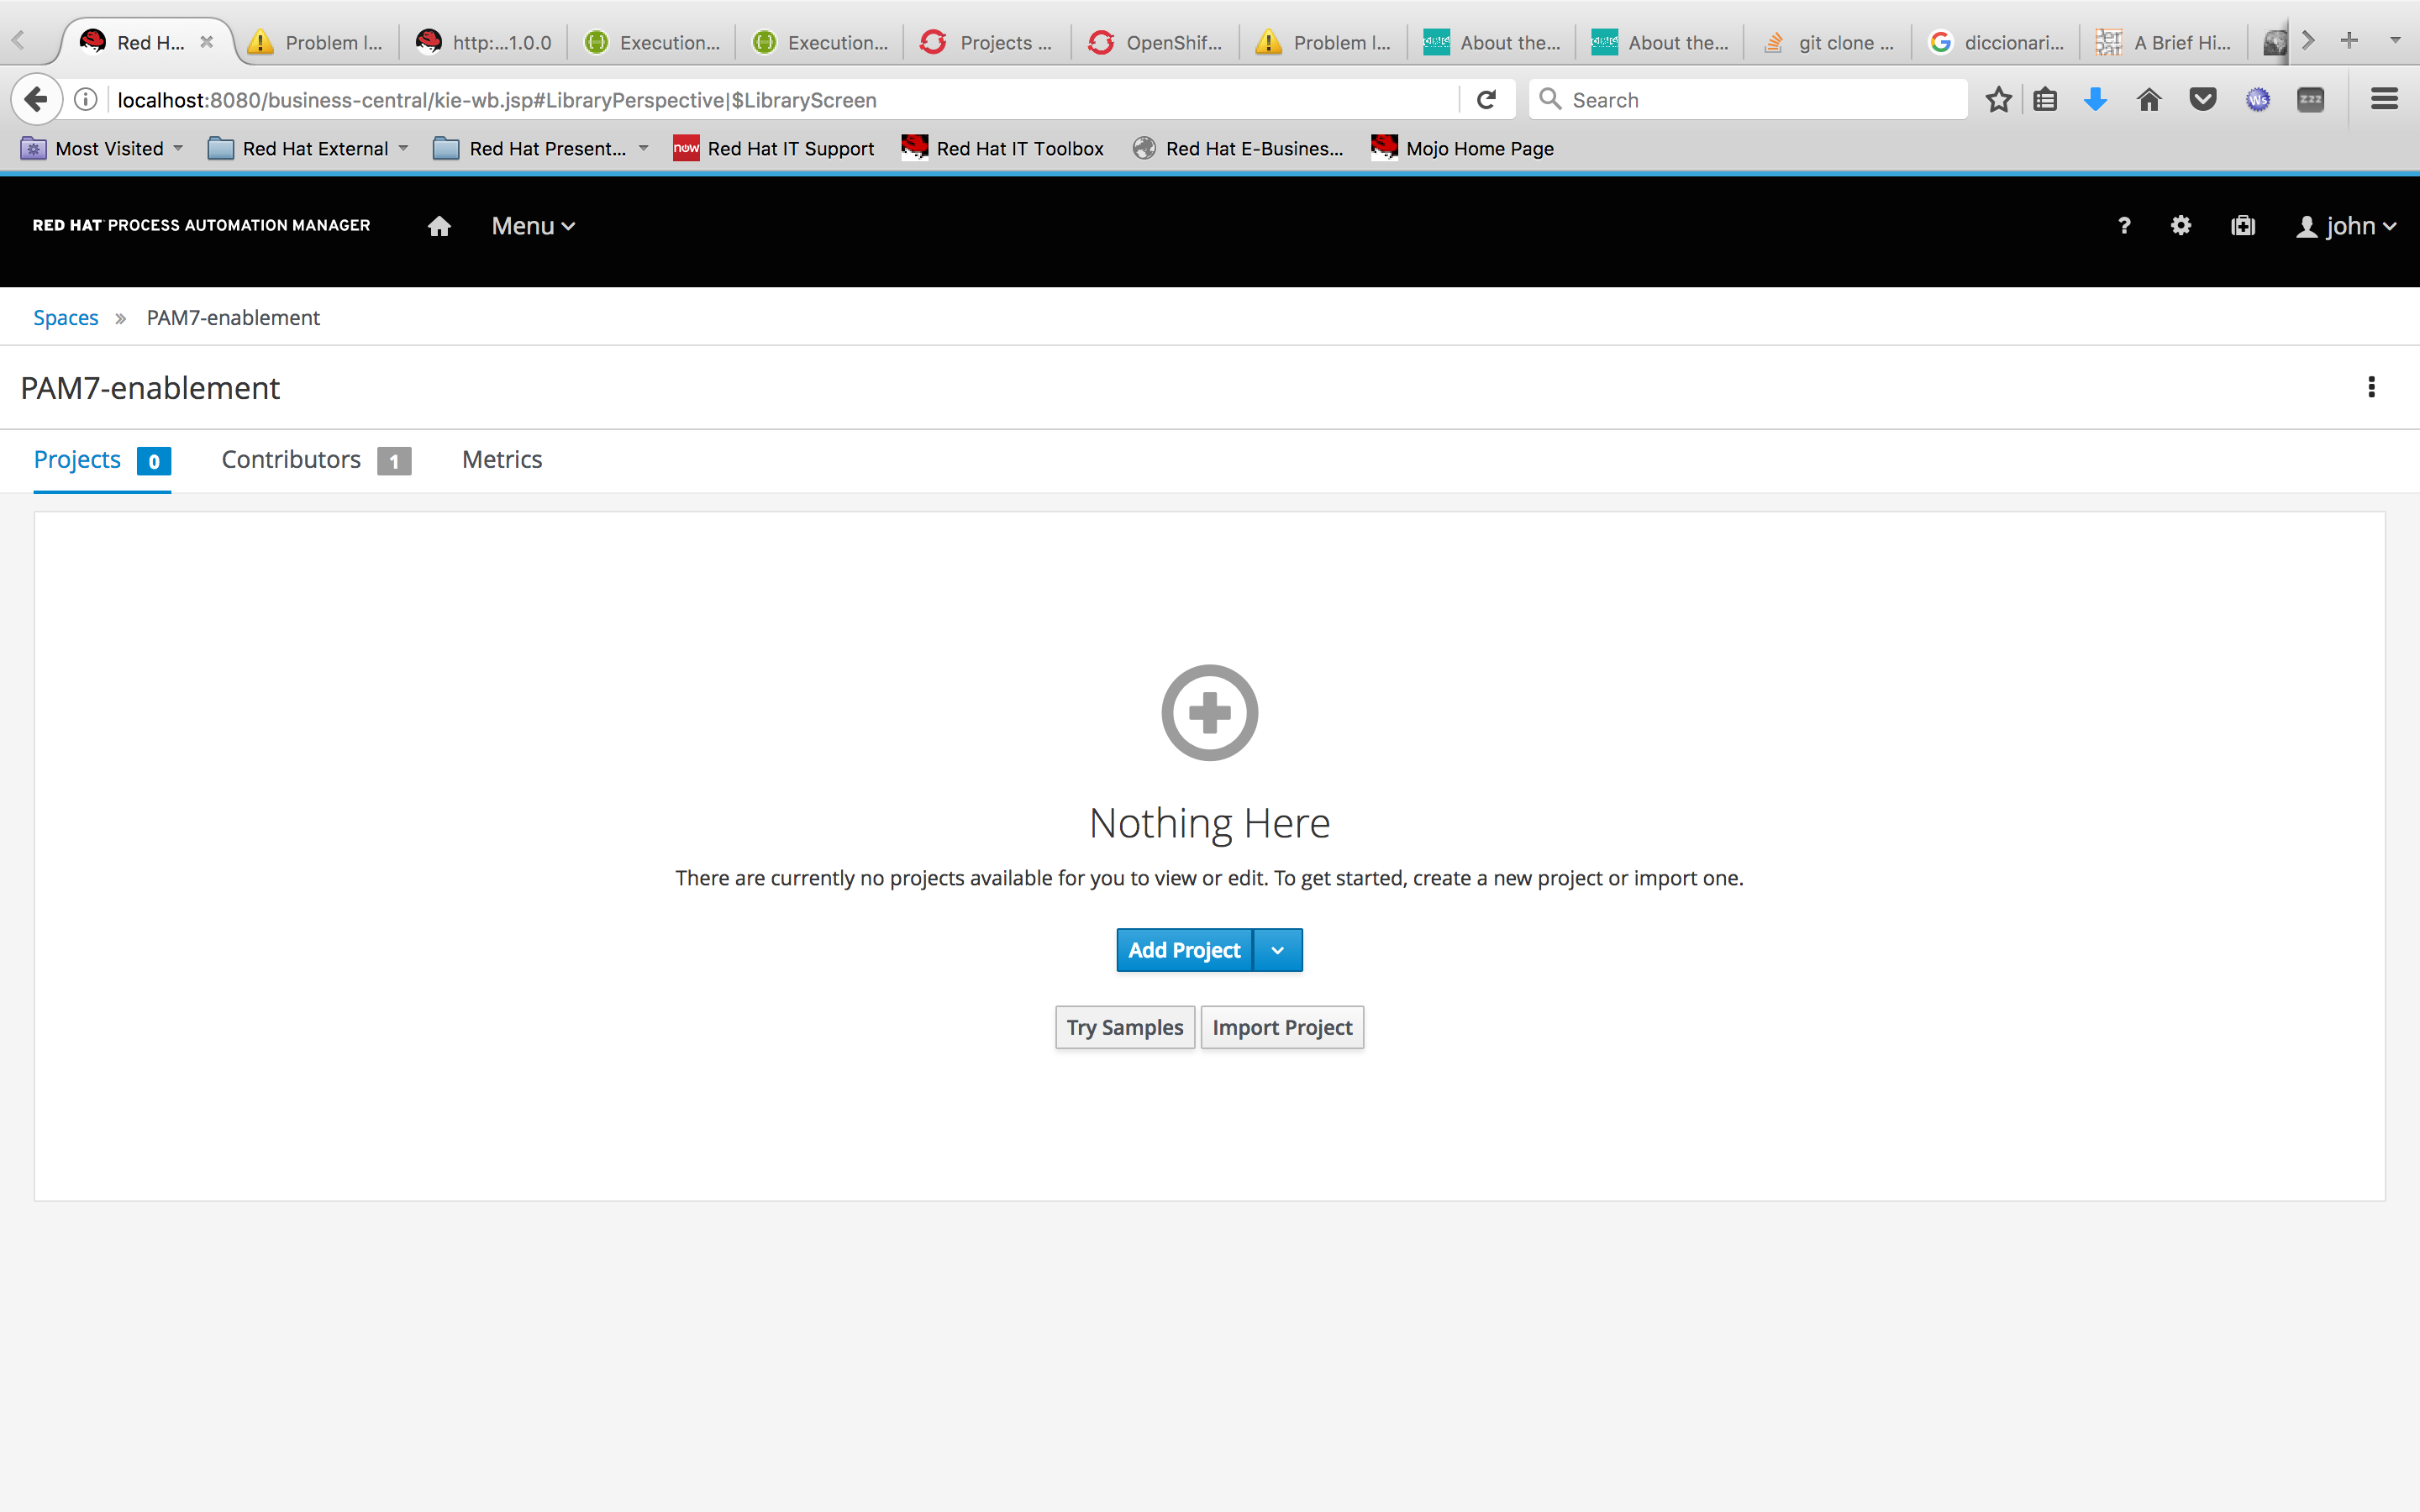 Red H...
Problem l...
http:...1.0.0
Execution...
Execution...
Projects ...
OpenShif...
Problem l...
About the...
About the...
git clone ...
diccionari...
A Brief Hi...
localhost:8080/business-central/kie-wb.jsp#LibraryPerspective|$LibraryScreen
Search
Most Visited
Red Hat External
Red Hat Present...
now
Red Hat IT Support
Red Hat IT Toolbox
Red Hat E-Busines...
Mojo Home Page
RED HAT PROCESS AUTOMATION MANAGER
Menu
?
john
Spaces » PAM7-enablement
PAM7-enablement
Projects 0
Contributors 1
Metrics
Nothing Here
There are currently no projects available for you to view or edit. To get started, create a new project or import one.
Add Project
Try Samples
Import Project